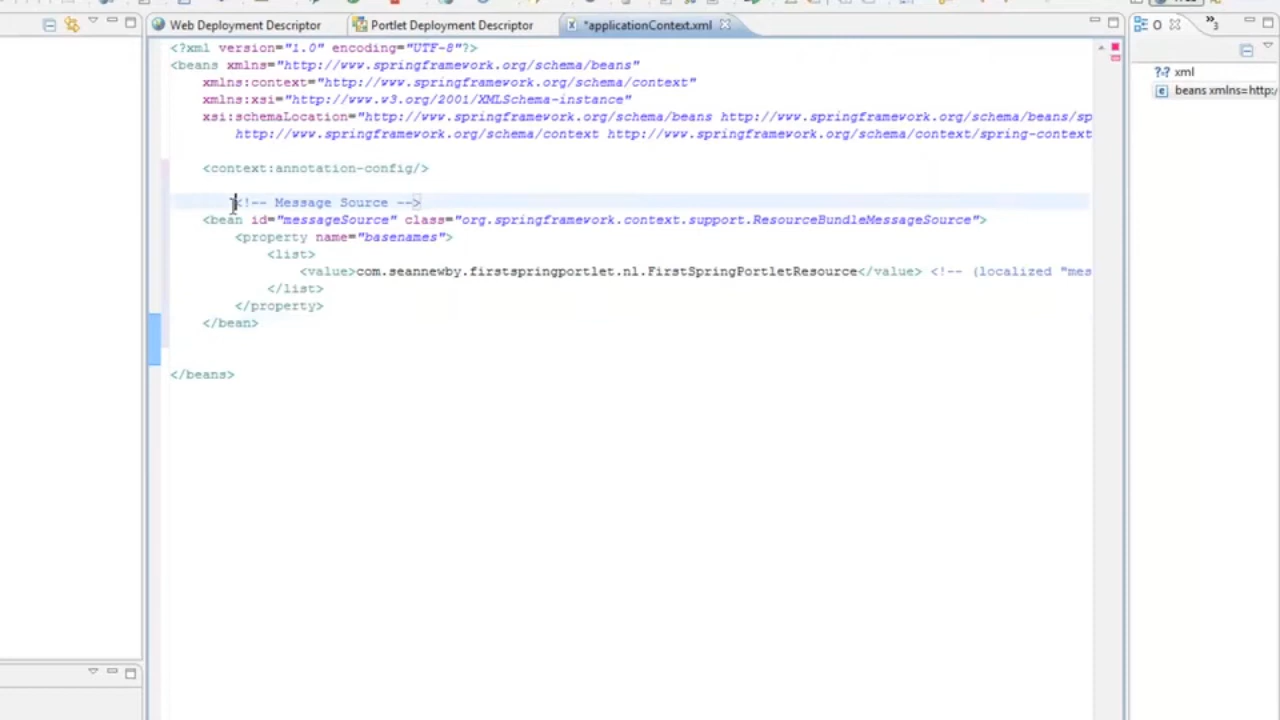 Web Deployment Descriptor
Portlet Deployment Descriptor
*applicationContext.xml
O
3
<?xml version="1.0" encoding="UTF-8"?>
<beans xmlns="http://www.springframework.org/schema/beans"
xmlns:context="http://www.springframework.org/schema/context"
xmlns:xsi="http://www.w3.org/2001/XMLSchema-instance"
xsi:schemaLocation="http://www.springframework.org/schema/beans http://www.springframework.org/schema/beans/sp
http://www.springframework.org/schema/context http://www.springframework.org/schema/context/spring-context
<context:annotation-config/>
<!-- Message Source -->
<bean id="messageSource" class="org.springframework.context.support.ResourceBundleMessageSource">
<property name="basenames">
<list>
<value>com.seannewby.firstspringportlet.nl.FirstSpringPortletResource</value> <!-- (localized "mes
</list>
</property>
</bean>
</beans>
?-? xml
e beans xmlns=http:/